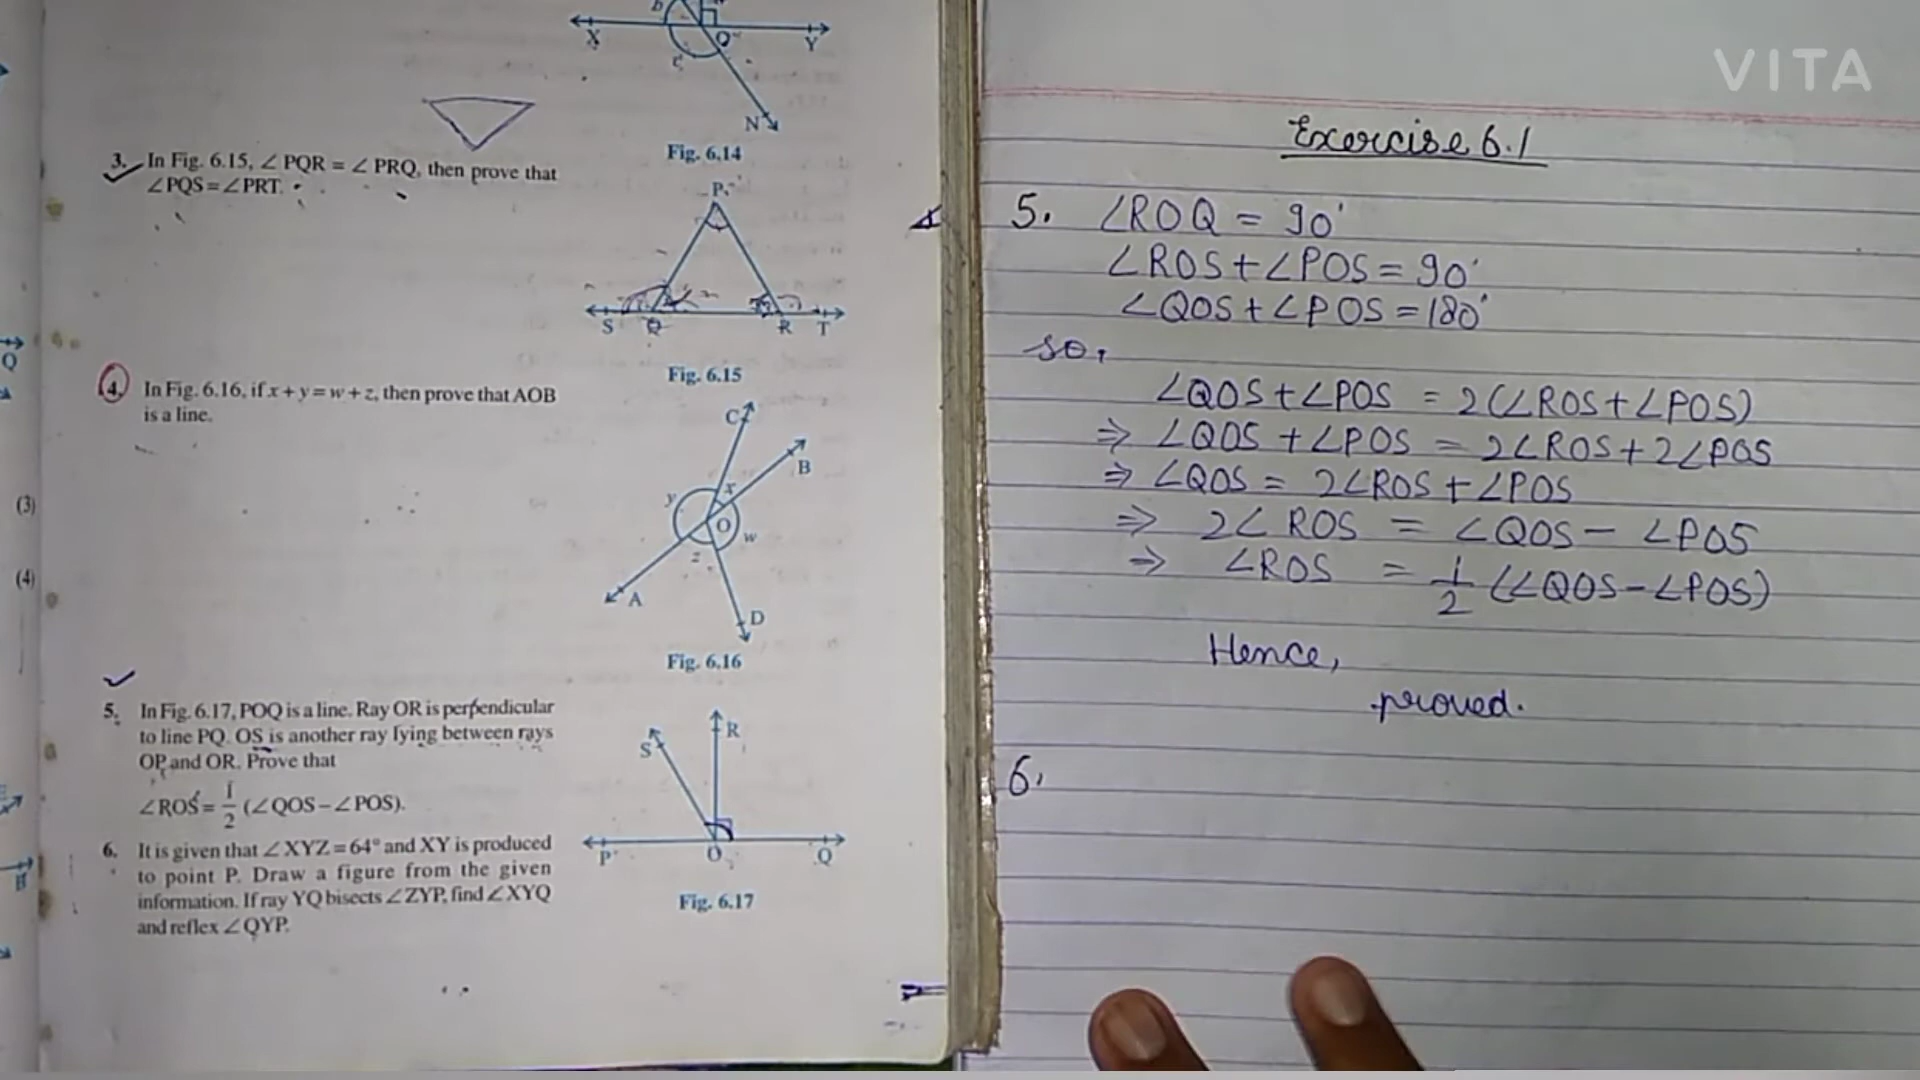 VITA
b
X
O
Y
c
N
Fig. 6.14
3. In Fig. 6.15, ∠ PQR = ∠ PRQ, then prove that
∠PQS = ∠PRT.
P
S
Q
R
T
Fig. 6.15
4. In Fig. 6.16, if x + y = w + z, then prove that AOB
is a line.
C
B
x
y
O
w
z
A
D
Fig. 6.16
5. In Fig. 6.17, POQ is a line. Ray OR is perpendicular
to line PQ. OS is another ray lying between rays
OP and OR. Prove that
∠ROS = 1/2 (∠QOS – ∠POS).
S
R
P
O
Q
Fig. 6.17
6. It is given that ∠ XYZ = 64° and XY is produced
to point P. Draw a figure from the given
information. If ray YQ bisects ∠ZYP, find ∠XYQ
and reflex ∠QYP.
Q
(3)
(4)
B
Exercise 6.1
5. ∠ROQ = 90°
∠ROS + ∠POS = 90°
∠QOS + ∠POS = 180°
so,
∠QOS + ∠POS = 2(∠ROS + ∠POS)
⇒ ∠QOS + ∠POS = 2∠ROS + 2∠POS
⇒ ∠QOS = 2∠ROS + ∠POS
⇒ 2∠ROS = ∠QOS – ∠POS
⇒ ∠ROS = 1/2 (∠QOS – ∠POS)
Hence,
proved.
6.